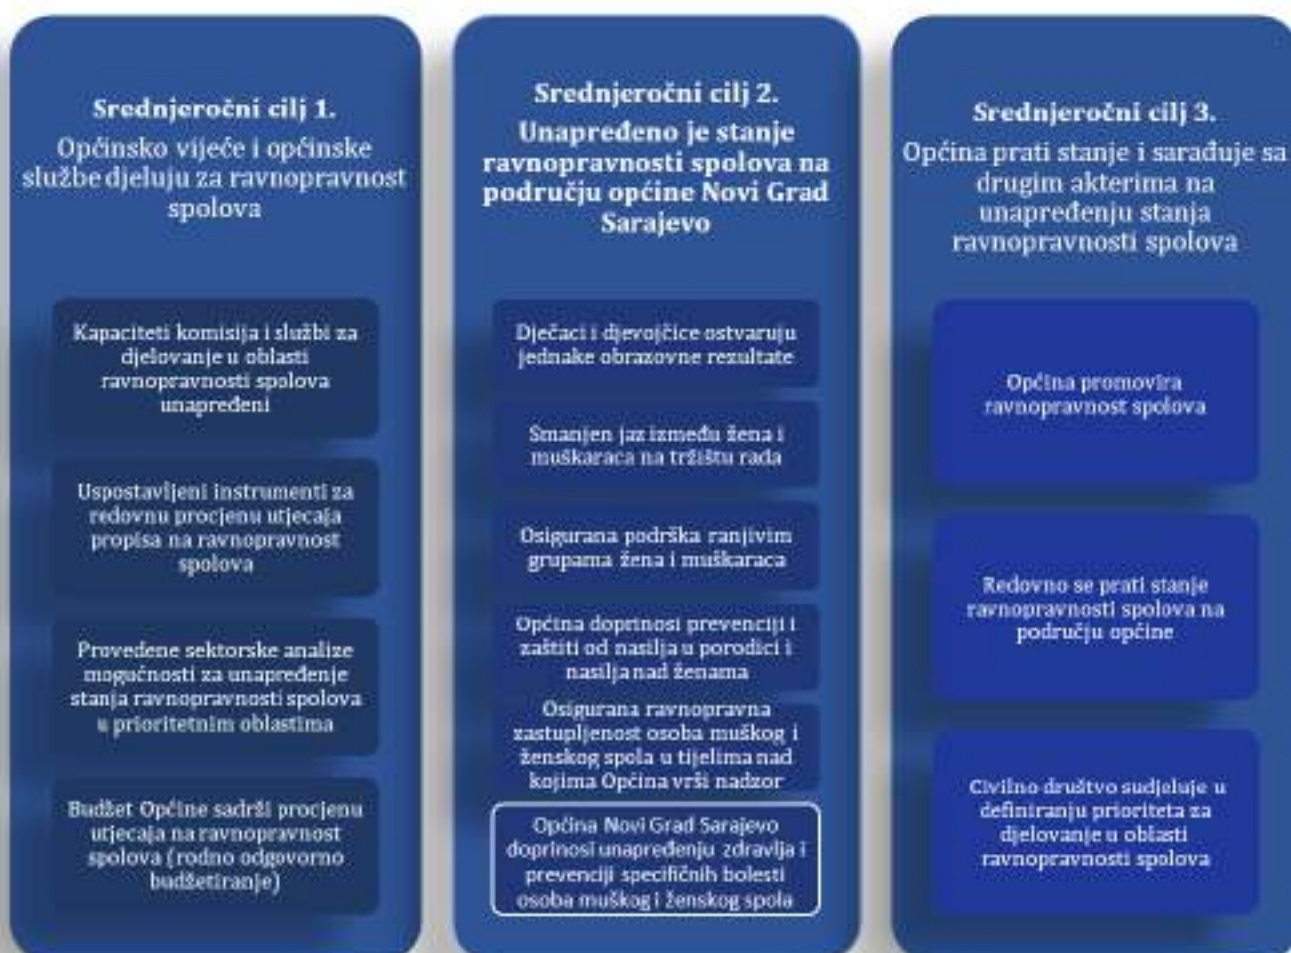 Srednjeročni cilj 1.
Općinsko vijeće i općinske
službe djeluju za ravnopravnost
spolova
Kapaciteti komisija i službi za
djelovanje u oblasti
ravnopravnosti spolova
unapređeni
Uspostavljeni instrumenti za
redovnu procjenu utjecaja
propisa na ravnopravnost
spolova
Provedene sektorske analize
mogućnosti za unapređenje
stanja ravnopravnosti spolova
u prioritetnim oblastima
Budžet Općine sadrži procjenu
utjecaja na ravnopravnost
spolova (rodno odgovorno
budžetiranje)
Srednjeročni cilj 2.
Unapređeno je stanje
ravnopravnosti spolova na
području općine Novi Grad
Sarajevo
Dječaci i djevojčice ostvaruju
jednake obrazovne rezultate
Smanjen jaz između žena i
muškaraca na tržištu rada
Osigurana podrška ranjivim
grupama žena i muškaraca
Općina doprinosi prevenciji i
zaštiti od nasilja u porodici i
nasilja nad ženama
Osigurana ravnopravna
zastupljenost osoba muškog i
ženskog spola u tijelima nad
kojima Općina vrši nadzor
Općina Novi Grad Sarajevo
doprinosi unapređenju zdravlja i
prevenciji specifičnih bolesti
osoba muškog i ženskog spola
Srednjeročni cilj 3.
Općina prati stanje i sarađuje sa
drugim akterima na
unapređenju stanja
ravnopravnosti spolova
Općina promovira
ravnopravnost spolova
Redovno se prati stanje
ravnopravnosti spolova na
području općine
Civilno društvo sudjeluje u
definiranju prioriteta za
djelovanje u oblasti
ravnopravnosti spolova